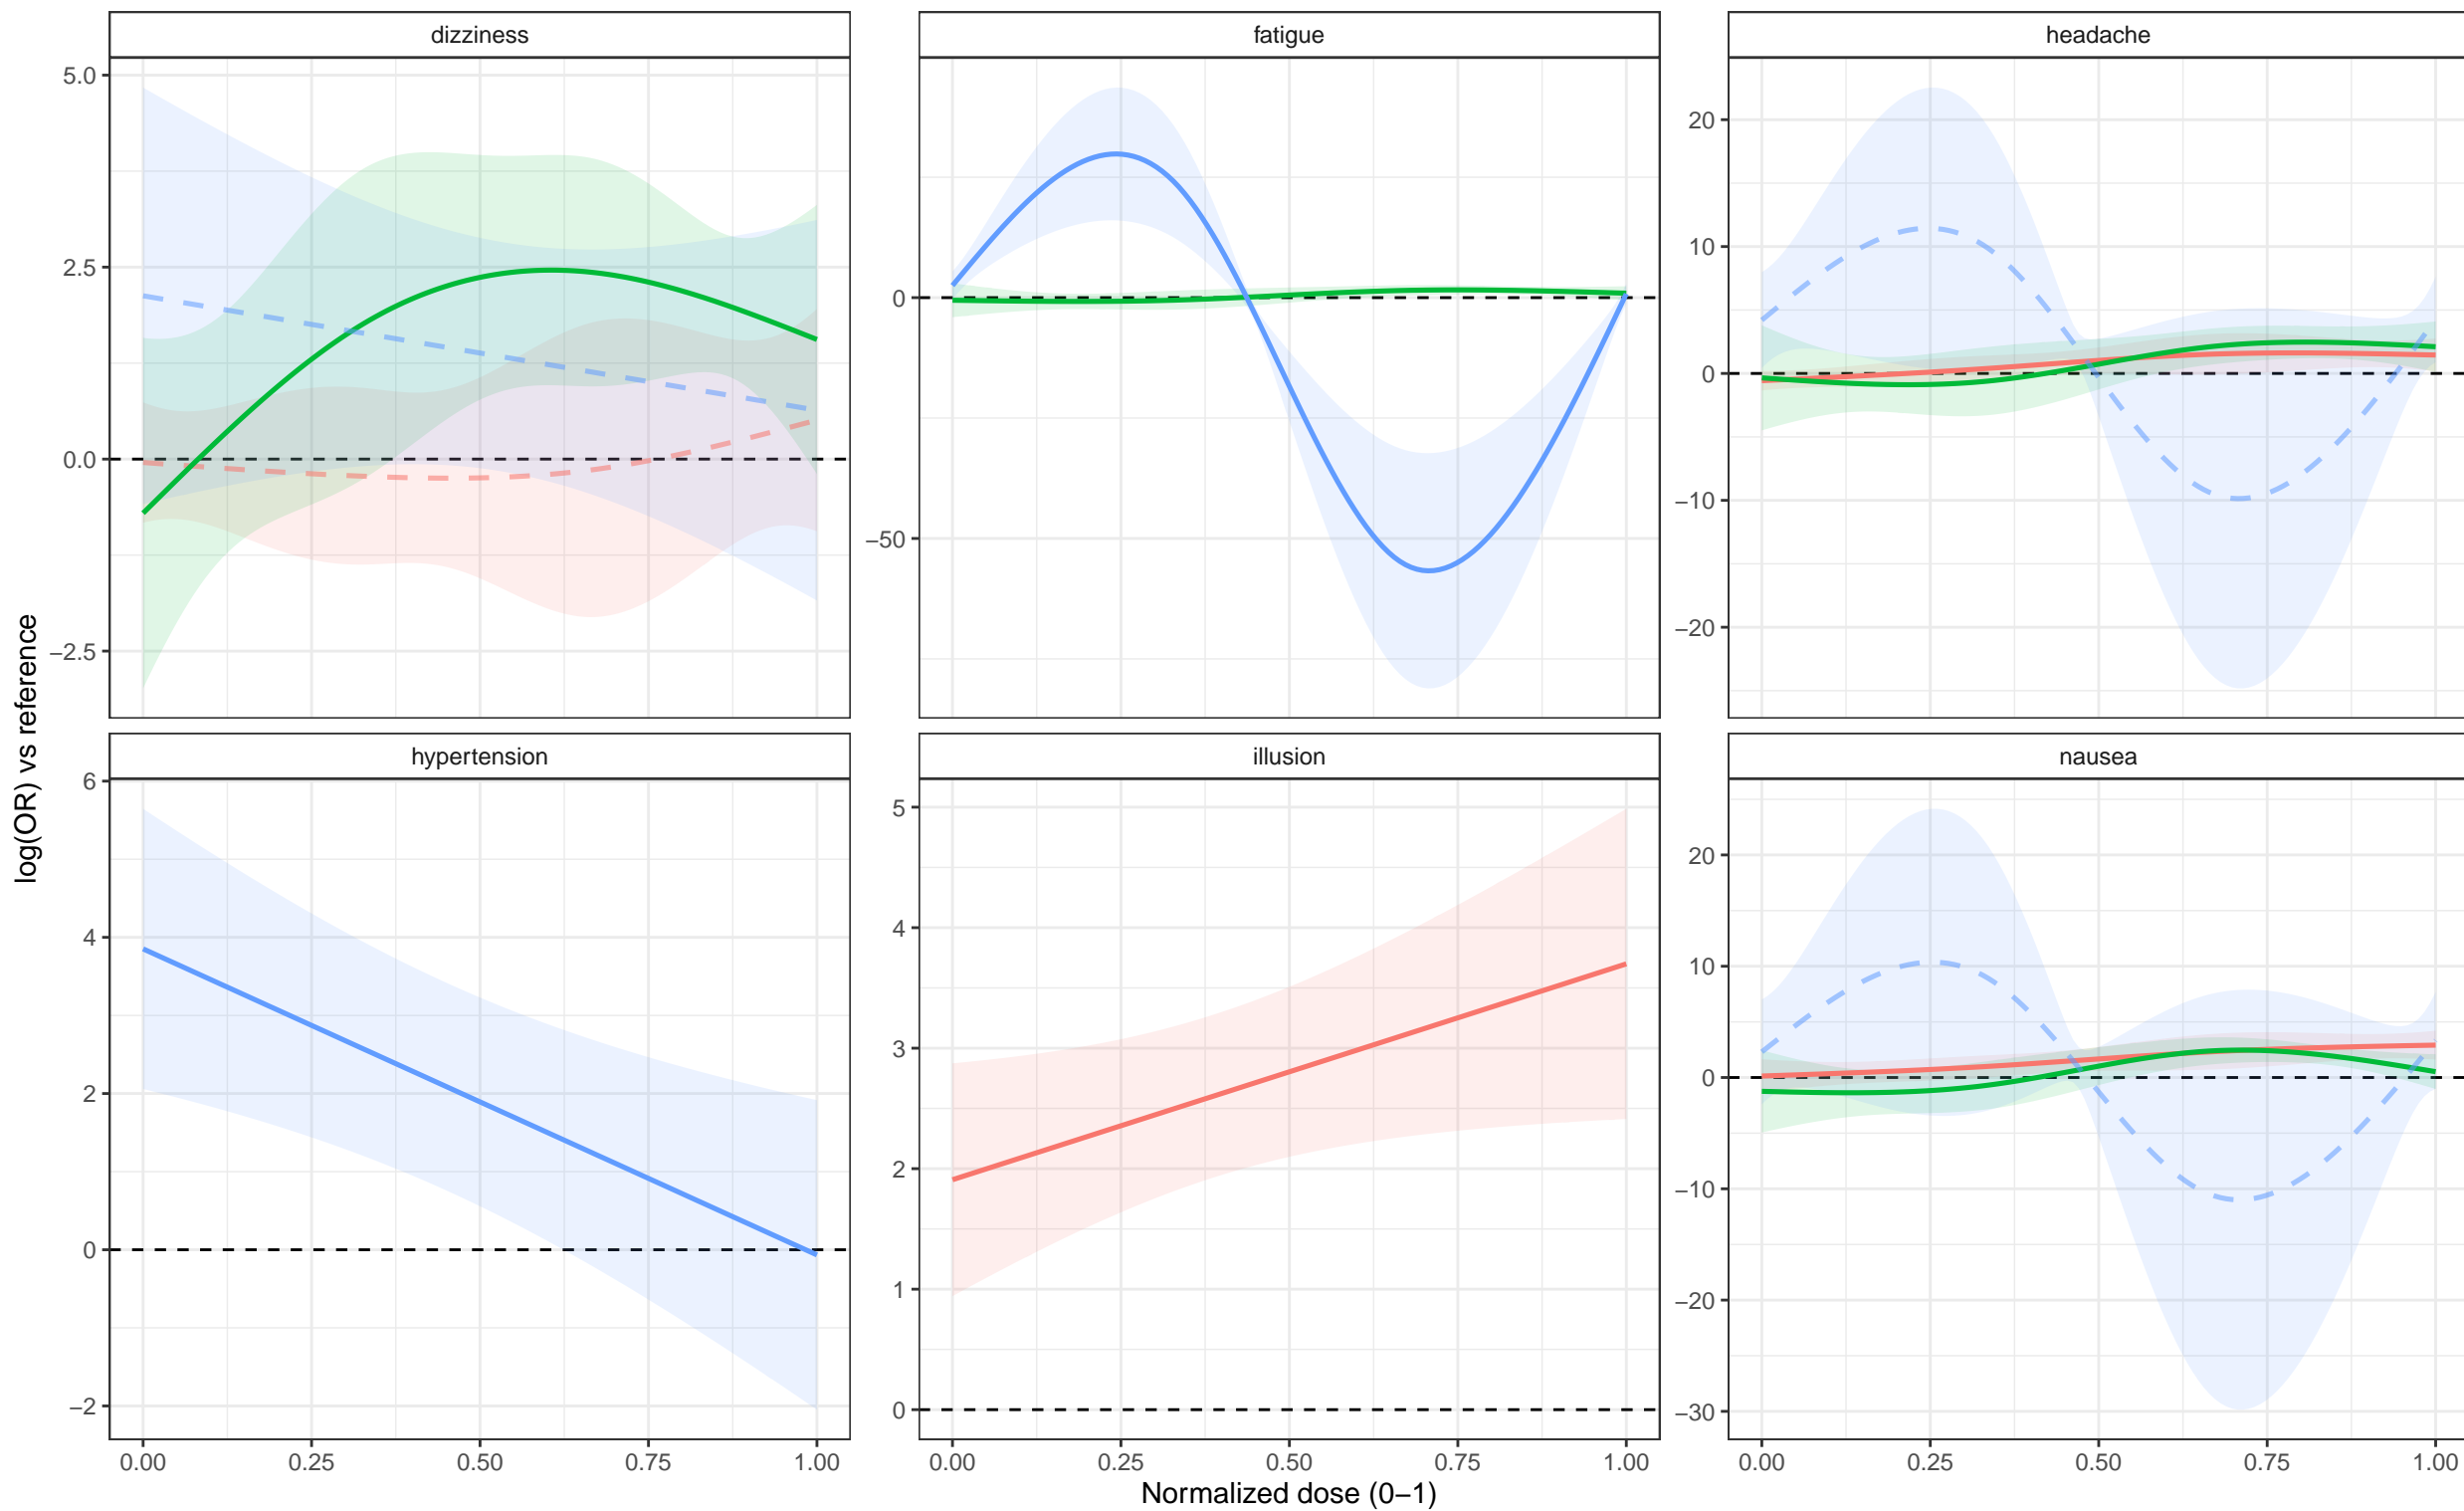 dizziness
fatigue
headache
5.0
2.5
0.0
−2.5
0
−50
20
10
0
−10
−20
log(OR) vs reference
hypertension
illusion
nausea
6
4
2
0
−2
5
4
3
2
1
0
20
10
0
−10
−20
−30
0.00 0.25 0.50 0.75 1.00
0.00 0.25 0.50 0.75 1.00
0.00 0.25 0.50 0.75 1.00
Normalized dose (0−1)